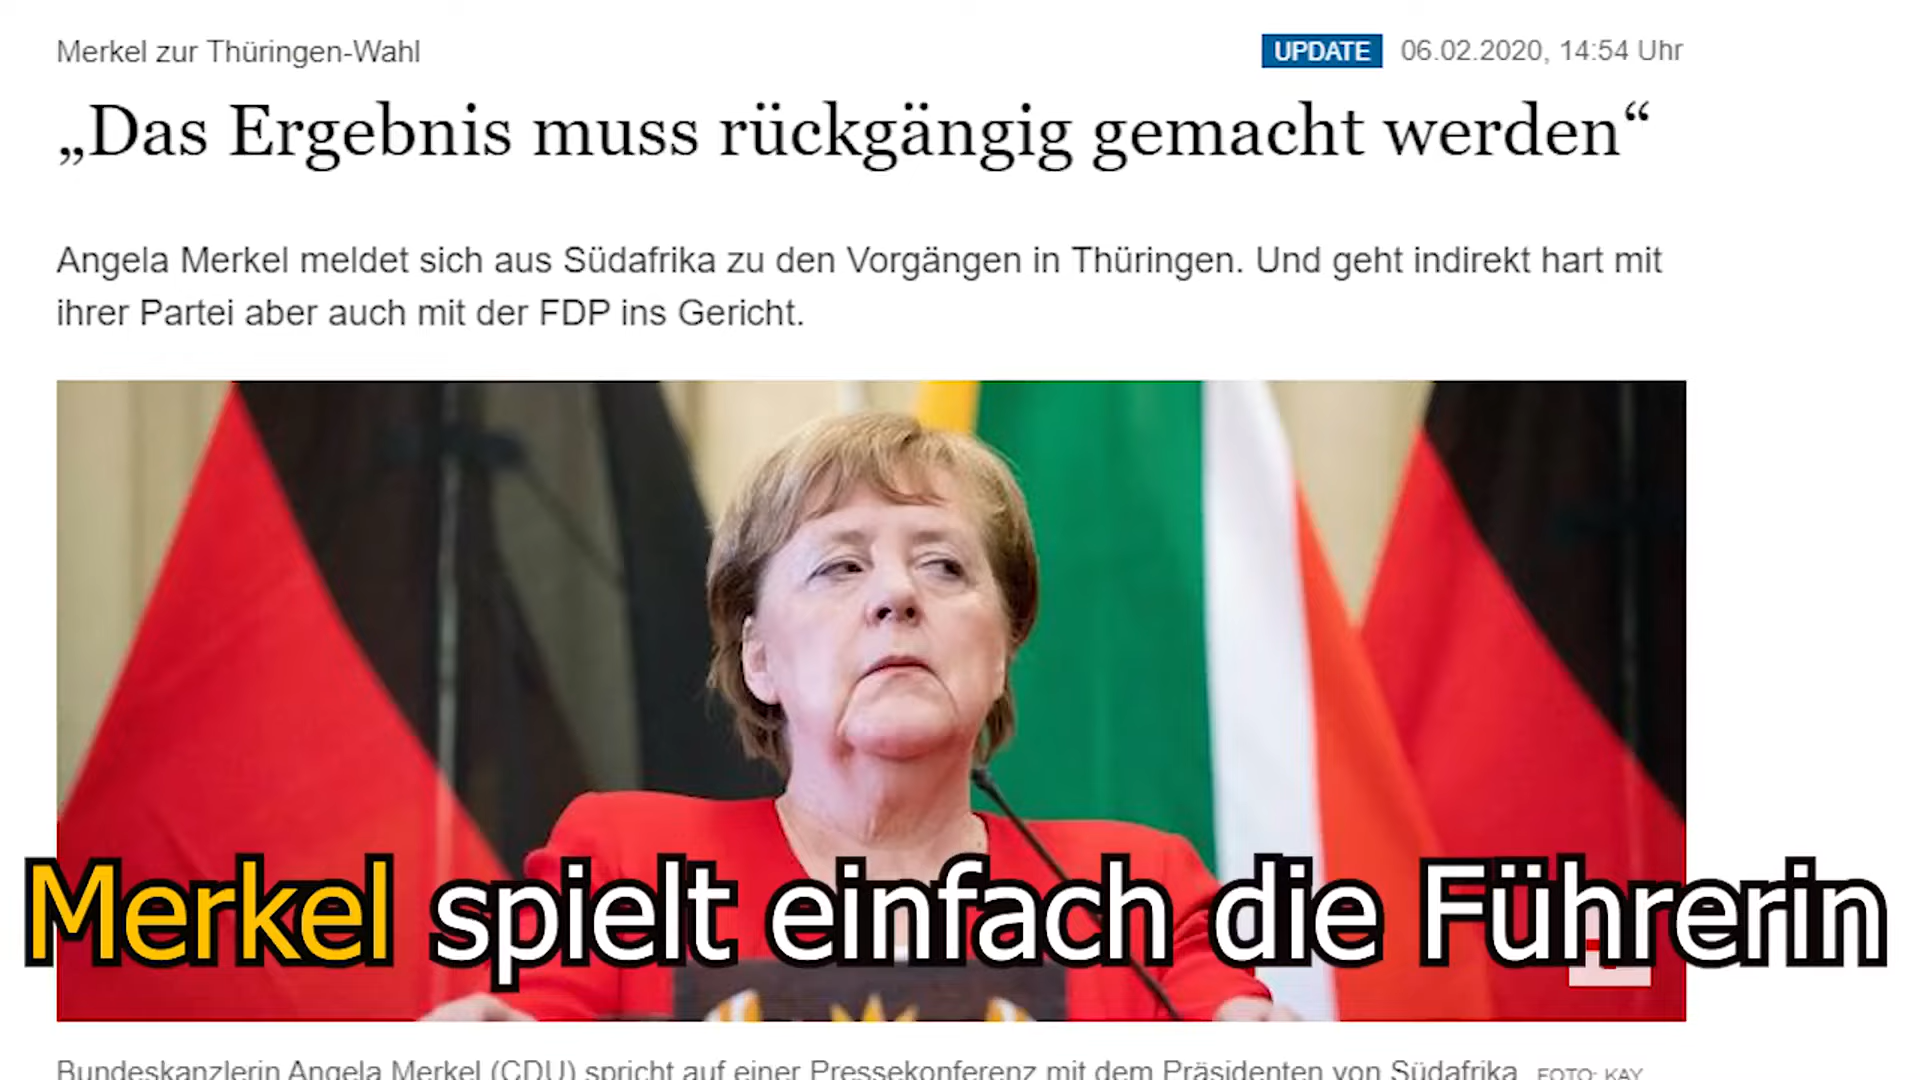 Merkel zur Thüringen-Wahl
UPDATE 06.02.2020, 14:54 Uhr
„Das Ergebnis muss rückgängig gemacht werden“
Angela Merkel meldet sich aus Südafrika zu den Vorgängen in Thüringen. Und geht indirekt hart mit
ihrer Partei aber auch mit der FDP ins Gericht.
Merkel spielt einfach die Führerin
Bundeskanzlerin Angela Merkel (CDU) spricht auf einer Pressekonferenz mit dem Präsidenten von Südafrika. FOTO: KAY